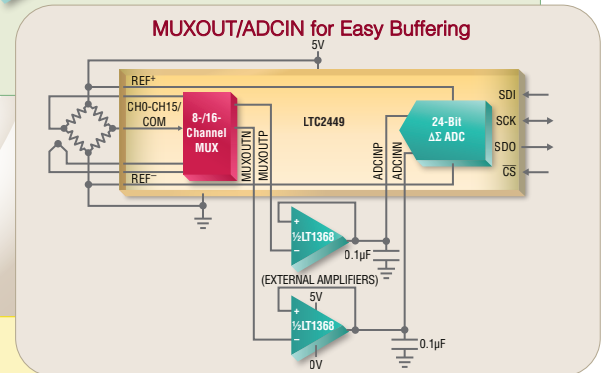 MUXOUT/ADCIN for Easy Buffering
5V
REF+
CH0-CH15/
COM
8-/16-
Channel
MUX
MUXOUTN
MUXOUTP
LTC2449
ADCINP
ADCINN
24-Bit
ΔΣ ADC
SDI
SCK
SDO
CS
REF–
+
½LT1368
–
0.1µF
(EXTERNAL AMPLIFIERS)
5V
+
½LT1368
–
0V
0.1µF